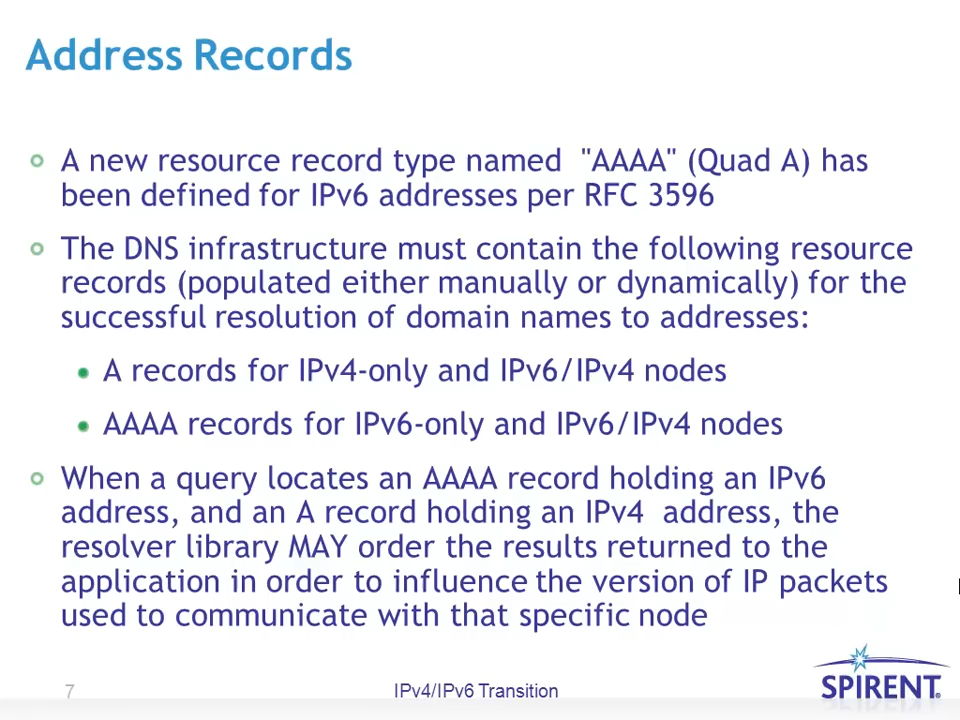 Address Records
A new resource record type named "AAAA" (Quad A) has
been defined for IPv6 addresses per RFC 3596
The DNS infrastructure must contain the following resource
records (populated either manually or dynamically) for the
successful resolution of domain names to addresses:
A records for IPv4-only and IPv6/IPv4 nodes
AAAA records for IPv6-only and IPv6/IPv4 nodes
When a query locates an AAAA record holding an IPv6
address, and an A record holding an IPv4 address, the
resolver library MAY order the results returned to the
application in order to influence the version of IP packets
used to communicate with that specific node
7
IPv4/IPv6 Transition
SPIRENT